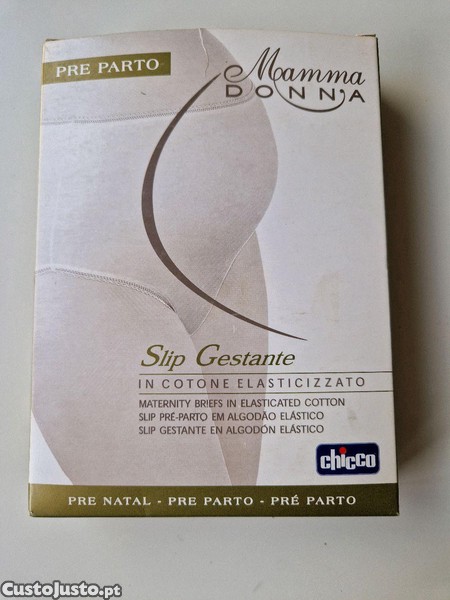 PRE PARTO
Mamma
DONNA
Slip Gestante
IN COTONE ELASTICIZZATO
MATERNITY BRIEFS IN ELASTICATED COTTON
SLIP PRÉ-PARTO EM ALGODÃO ELÁSTICO
SLIP GESTANTE EN ALGODÓN ELÁSTICO
chicco
PRE NATAL - PRE PARTO - PRÉ PARTO
CustoJusto.pt